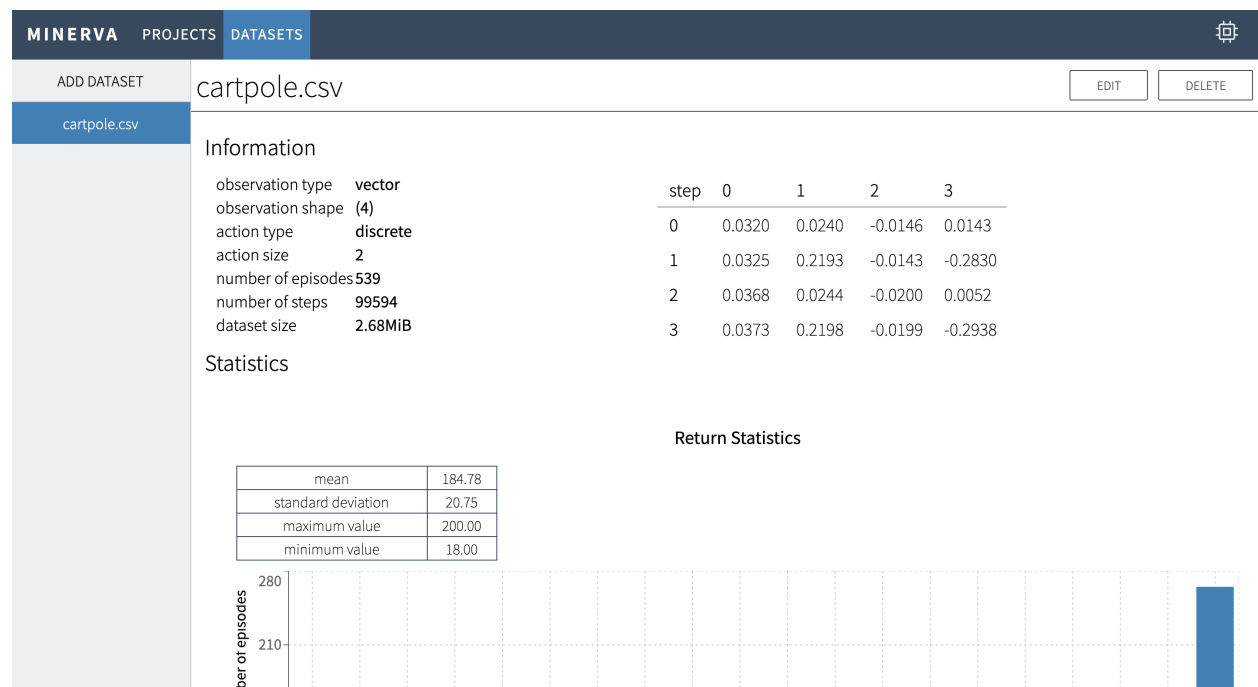 MINERVA PROJECTS DATASETS
ADD DATASET
cartpole.csv
cartpole.csv
EDIT DELETE
Information
observation type vector
observation shape (4)
action type discrete
action size 2
number of episodes 539
number of steps 99594
dataset size 2.68MiB
step 0 1 2 3
0 0.0320 0.0240 -0.0146 0.0143
1 0.0325 0.2193 -0.0143 -0.2830
2 0.0368 0.0244 -0.0200 0.0052
3 0.0373 0.2198 -0.0199 -0.2938
Statistics
Return Statistics
mean 184.78
standard deviation 20.75
maximum value 200.00
minimum value 18.00
280
210
of episodes